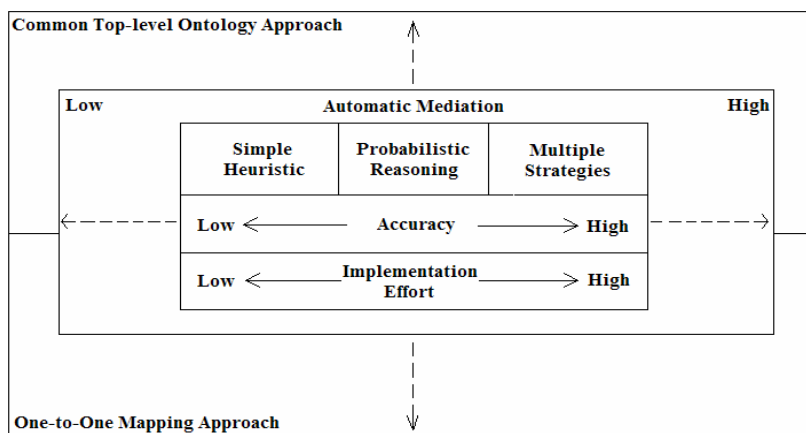 Common Top-level Ontology Approach
Low Automatic Mediation High
Simple Heuristic
Probabilistic Reasoning
Multiple Strategies
Low Accuracy High
Low Implementation Effort High
One-to-One Mapping Approach